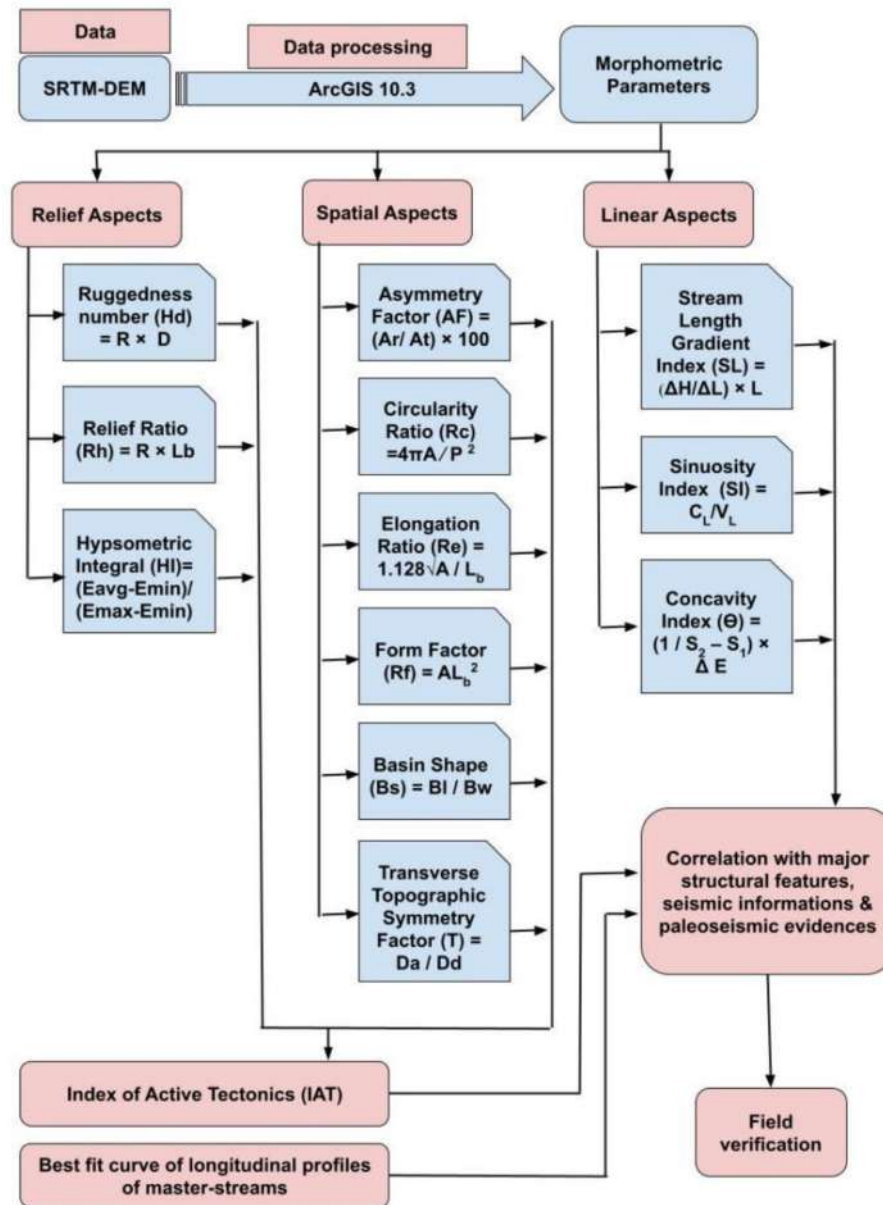 Data
Data processing
SRTM-DEM
ArcGIS 10.3
Morphometric
Parameters
Relief Aspects
Spatial Aspects
Linear Aspects
Ruggedness
number (Hd)
= R × D
Relief Ratio
(Rh) = R × Lb
Hypsometric
Integral (HI)=
(Eavg-Emin)/
(Emax-Emin)
Asymmetry
Factor (AF) =
(Ar/ At) × 100
Circularity
Ratio (Rc)
=4πA / P ²
Elongation
Ratio (Re) =
1.128√A / L_b
Form Factor
(Rf) = AL_b²
Basin Shape
(Bs) = Bl / Bw
Transverse
Topographic
Symmetry
Factor (T) =
Da / Dd
Stream
Length
Gradient
Index (SL) =
(ΔH/ΔL) × L
Sinuosity
Index (SI) =
C_L/V_L
Concavity
Index (Θ) =
(1 / S₂ – S₁) ×
Δ E
Correlation with major
structural features,
seismic informations &
paleoseismic evidences
Index of Active Tectonics (IAT)
Best fit curve of longitudinal profiles
of master-streams
Field
verification